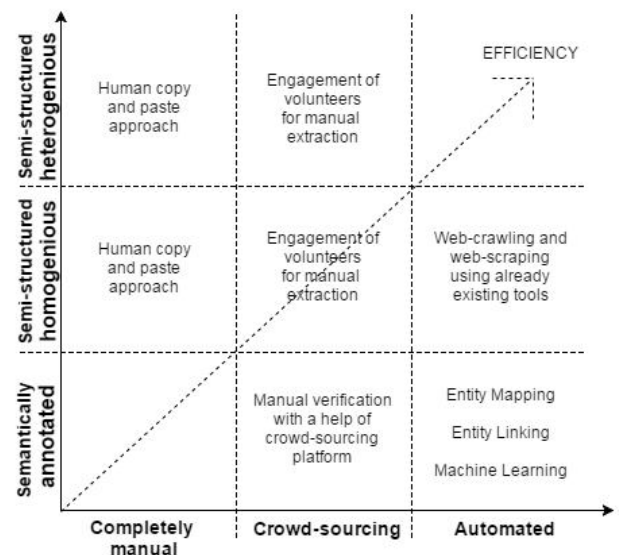 EFFICIENCY
Semi-structured
heterogenious
Human copy
and paste
approach
Engagement of
volunteers
for manual
extraction
Semi-structured
homogenious
Human copy
and paste
approach
Engagement of
volunteers
for manual
extraction
Web-crawling and
web-scraping
using already
existing tools
Semantically
annotated
Manual verification
with a help of
crowd-sourcing
platform
Entity Mapping
Entity Linking
Machine Learning
Completely
manual
Crowd-sourcing
Automated